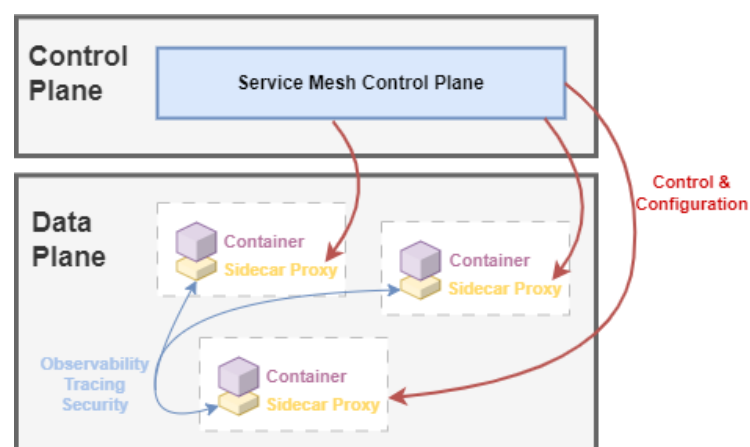 Control
Plane
Service Mesh Control Plane
Control &
Configuration
Data
Plane
Container
Sidecar Proxy
Container
Sidecar Proxy
Observability
Tracing
Security
Container
Sidecar Proxy